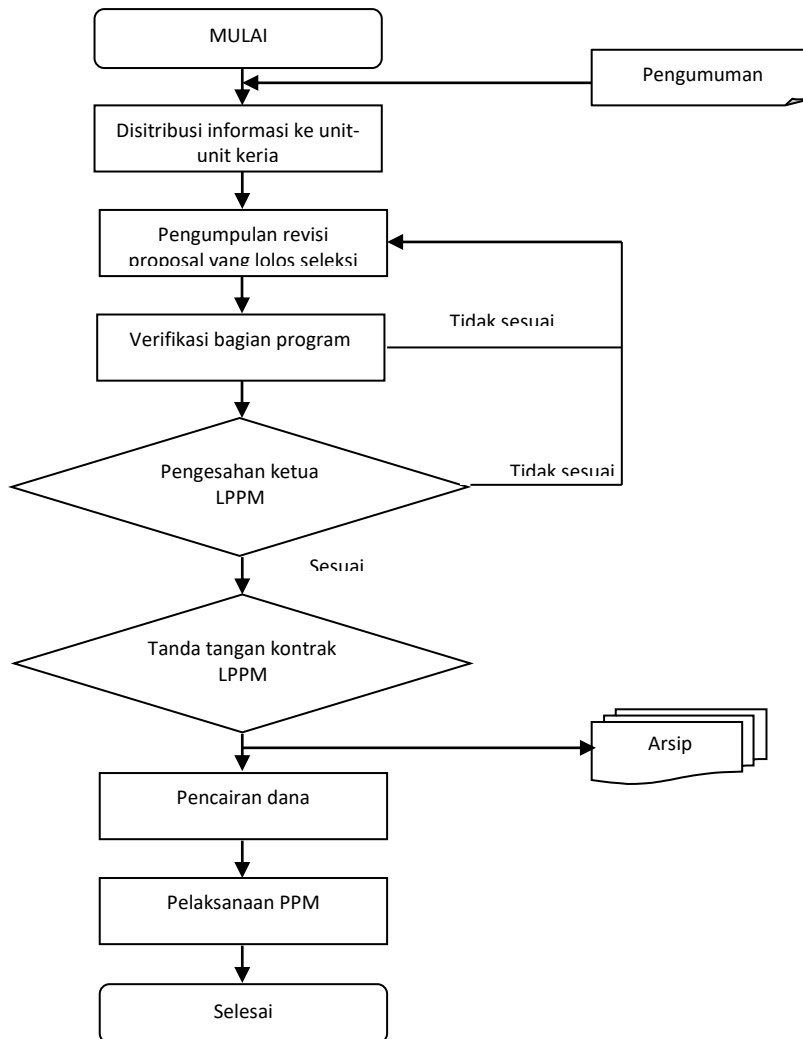 MULAI
Pengumuman
Disitribusi informasi ke unit-
unit kerja
Pengumpulan revisi
proposal yang lolos seleksi
Verifikasi bagian program
Tidak sesuai
Pengesahan ketua
LPPM
Tidak sesuai
Sesuai
Tanda tangan kontrak
LPPM
Arsip
Pencairan dana
Pelaksanaan PPM
Selesai